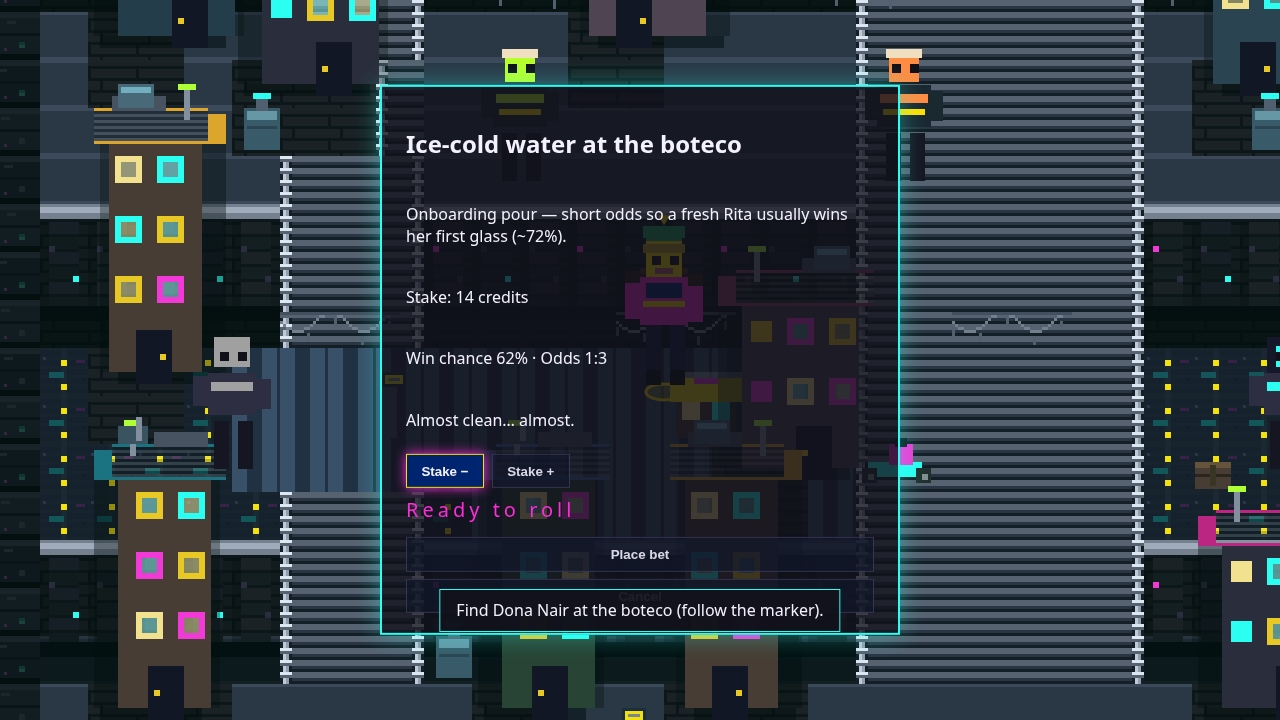 Ice-cold water at the boteco
Onboarding pour — short odds so a fresh Rita usually wins
her first glass (~72%).
Stake: 14 credits
Win chance 62% · Odds 1:3
Almost clean… almost.
Stake −
Stake +
Ready to roll
Place bet
Cancel
Find Dona Nair at the boteco (follow the marker).